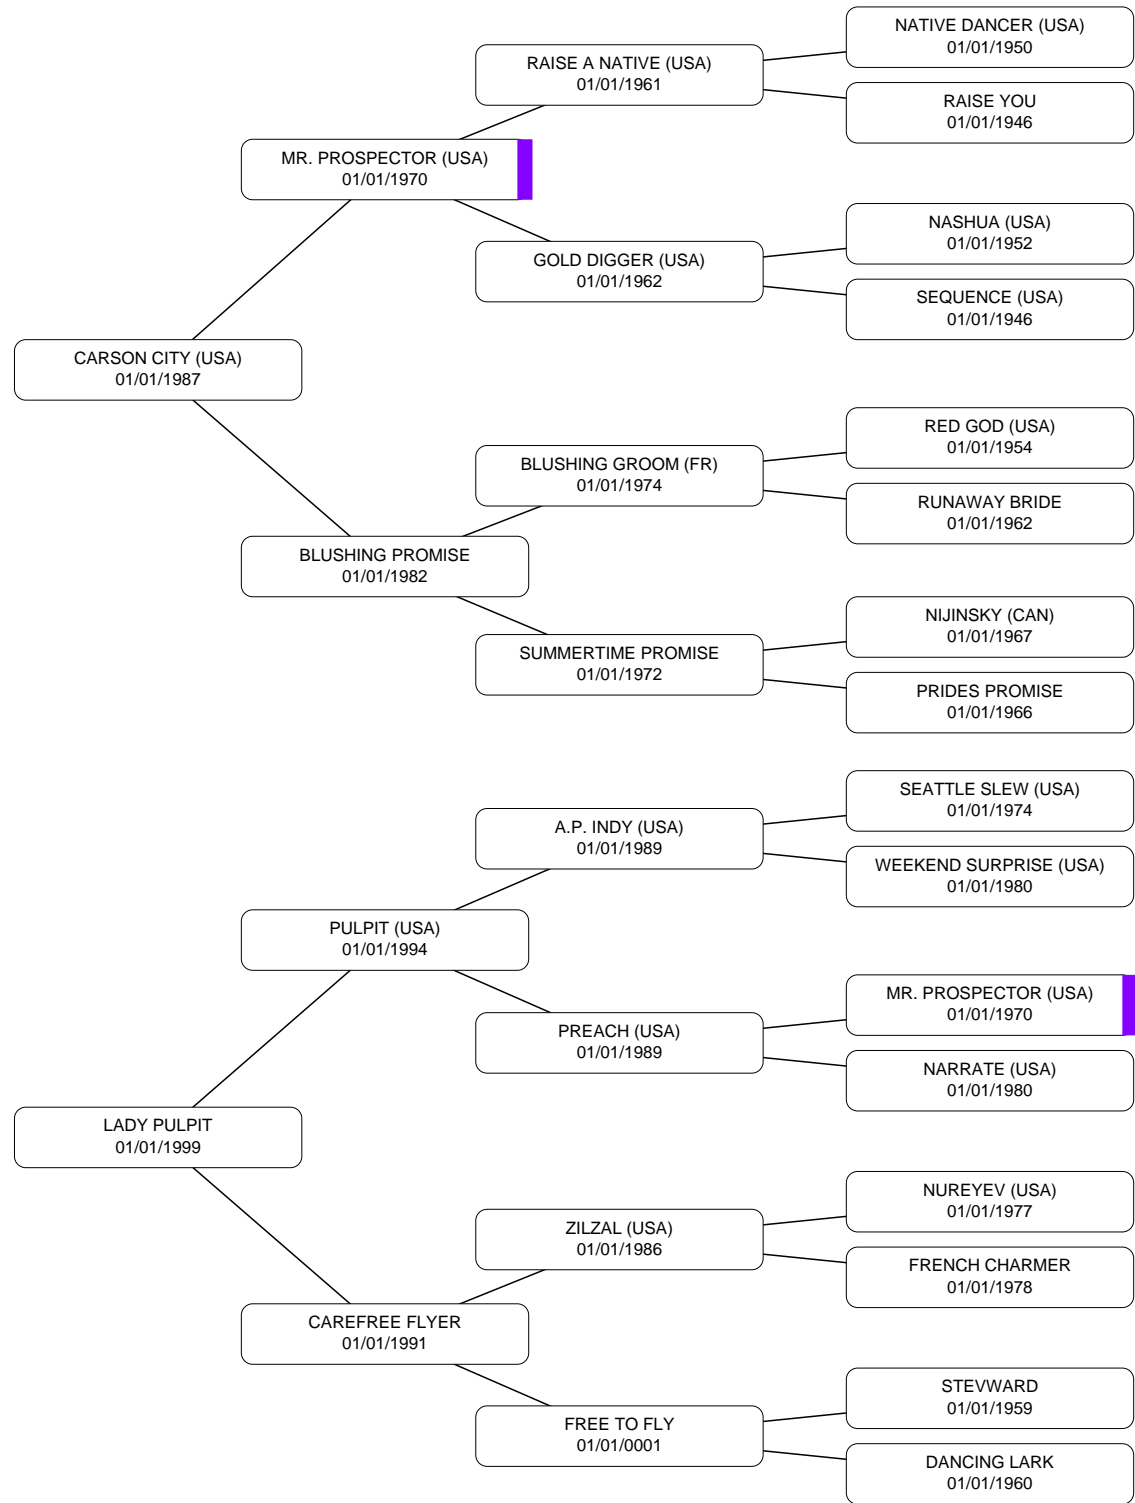 NATIVE DANCER (USA)
01/01/1950
RAISE A NATIVE (USA)
01/01/1961
RAISE YOU
01/01/1946
MR. PROSPECTOR (USA)
01/01/1970
NASHUA (USA)
01/01/1952
GOLD DIGGER (USA)
01/01/1962
SEQUENCE (USA)
01/01/1946
CARSON CITY (USA)
01/01/1987
RED GOD (USA)
01/01/1954
BLUSHING GROOM (FR)
01/01/1974
RUNAWAY BRIDE
01/01/1962
BLUSHING PROMISE
01/01/1982
NIJINSKY (CAN)
01/01/1967
SUMMERTIME PROMISE
01/01/1972
PRIDES PROMISE
01/01/1966
SEATTLE SLEW (USA)
01/01/1974
A.P. INDY (USA)
01/01/1989
WEEKEND SURPRISE (USA)
01/01/1980
PULPIT (USA)
01/01/1994
MR. PROSPECTOR (USA)
01/01/1970
PREACH (USA)
01/01/1989
NARRATE (USA)
01/01/1980
LADY PULPIT
01/01/1999
NUREYEV (USA)
01/01/1977
ZILZAL (USA)
01/01/1986
FRENCH CHARMER
01/01/1978
CAREFREE FLYER
01/01/1991
STEVWARD
01/01/1959
FREE TO FLY
01/01/0001
DANCING LARK
01/01/1960